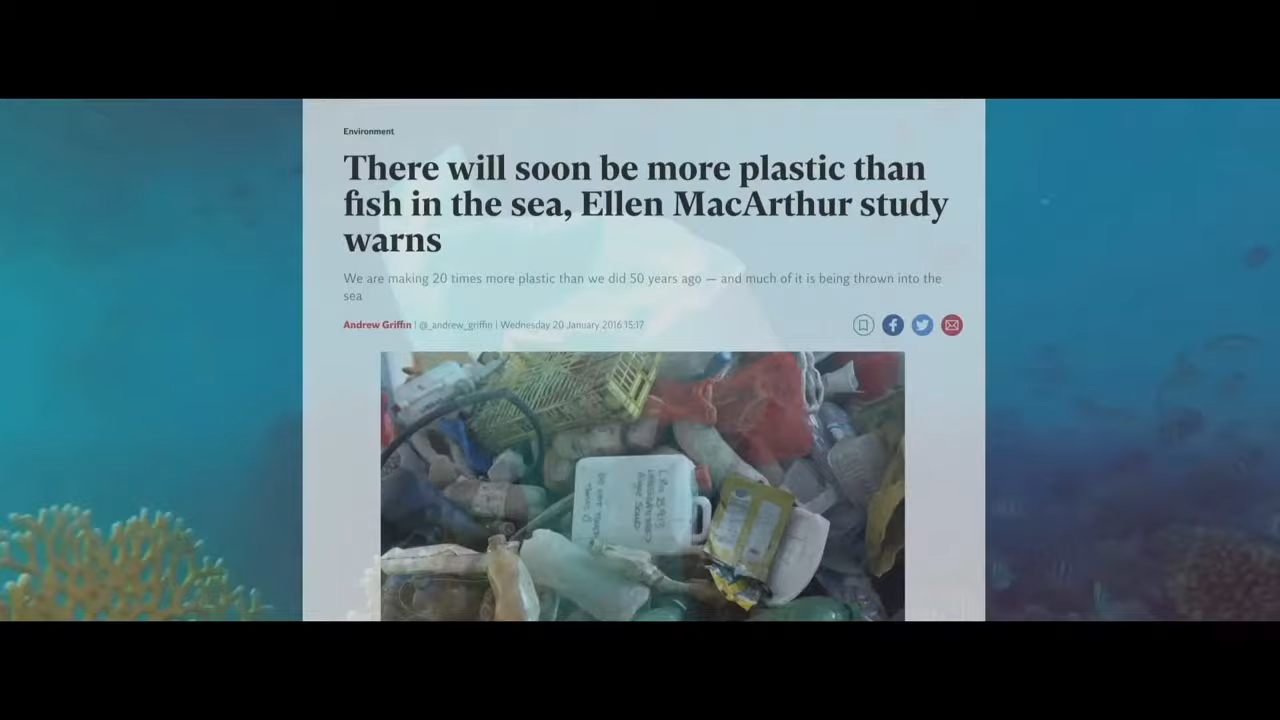 Environment
There will soon be more plastic than
fish in the sea, Ellen MacArthur study
warns
We are making 20 times more plastic than we did 50 years ago — and much of it is being thrown into the
sea
Andrew Griffin | @_andrew_griffin | Wednesday 20 January 2016 15:17